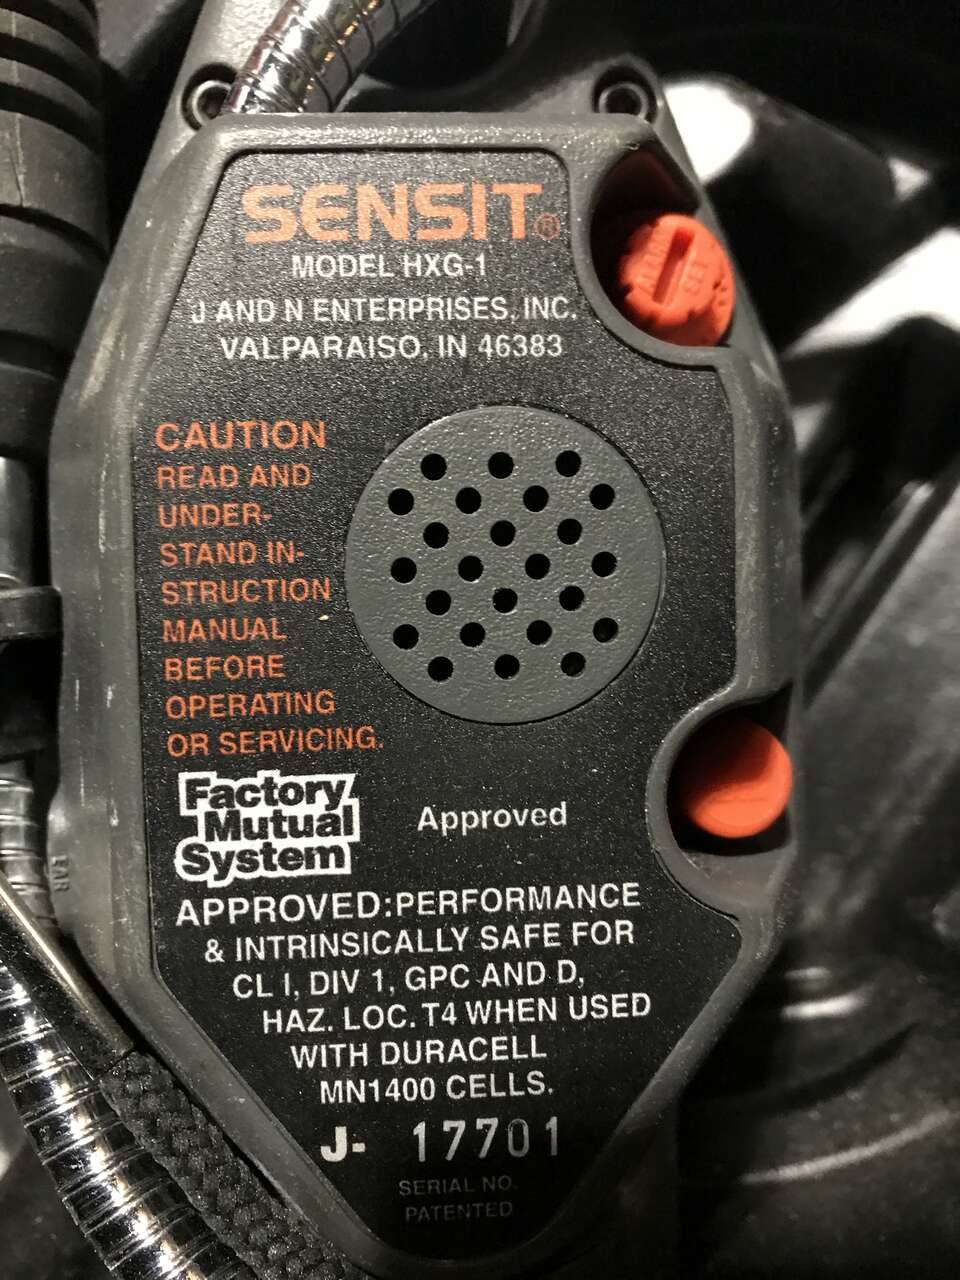 SENSIT®
MODEL HXG-1
J AND N ENTERPRISES, INC.
VALPARAISO, IN 46383
ALARM
SET
CAUTION
READ AND
UNDER-
STAND IN-
STRUCTION
MANUAL
BEFORE
OPERATING
OR SERVICING.
Factory
Mutual
System
Approved
APPROVED:PERFORMANCE
& INTRINSICALLY SAFE FOR
CL I, DIV 1, GPC AND D,
HAZ. LOC. T4 WHEN USED
WITH DURACELL
MN1400 CELLS.
J- 17701
SERIAL NO.
PATENTED